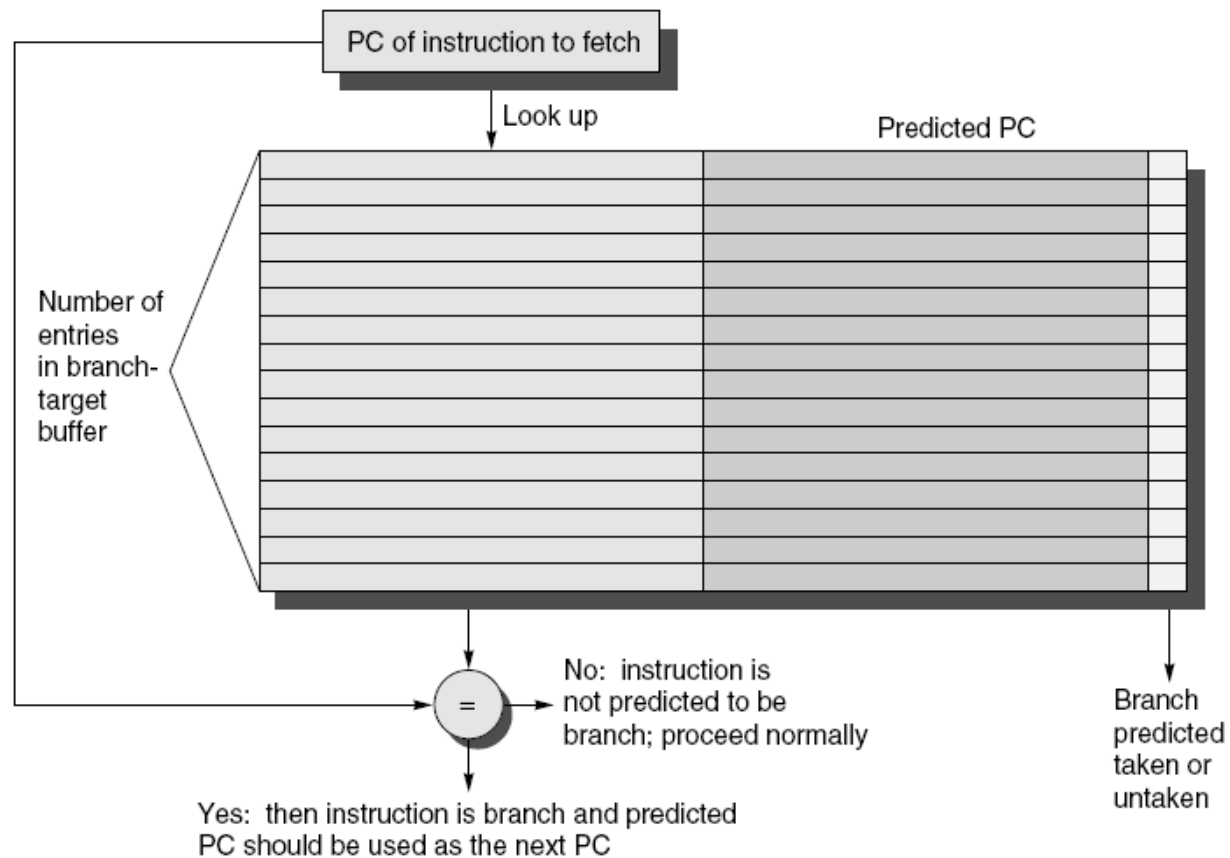 PC of instruction to fetch
Look up
Predicted PC
Number of
entries
in branch-
target
buffer
=
No: instruction is
not predicted to be
branch; proceed normally
Branch
predicted
taken or
untaken
Yes: then instruction is branch and predicted
PC should be used as the next PC